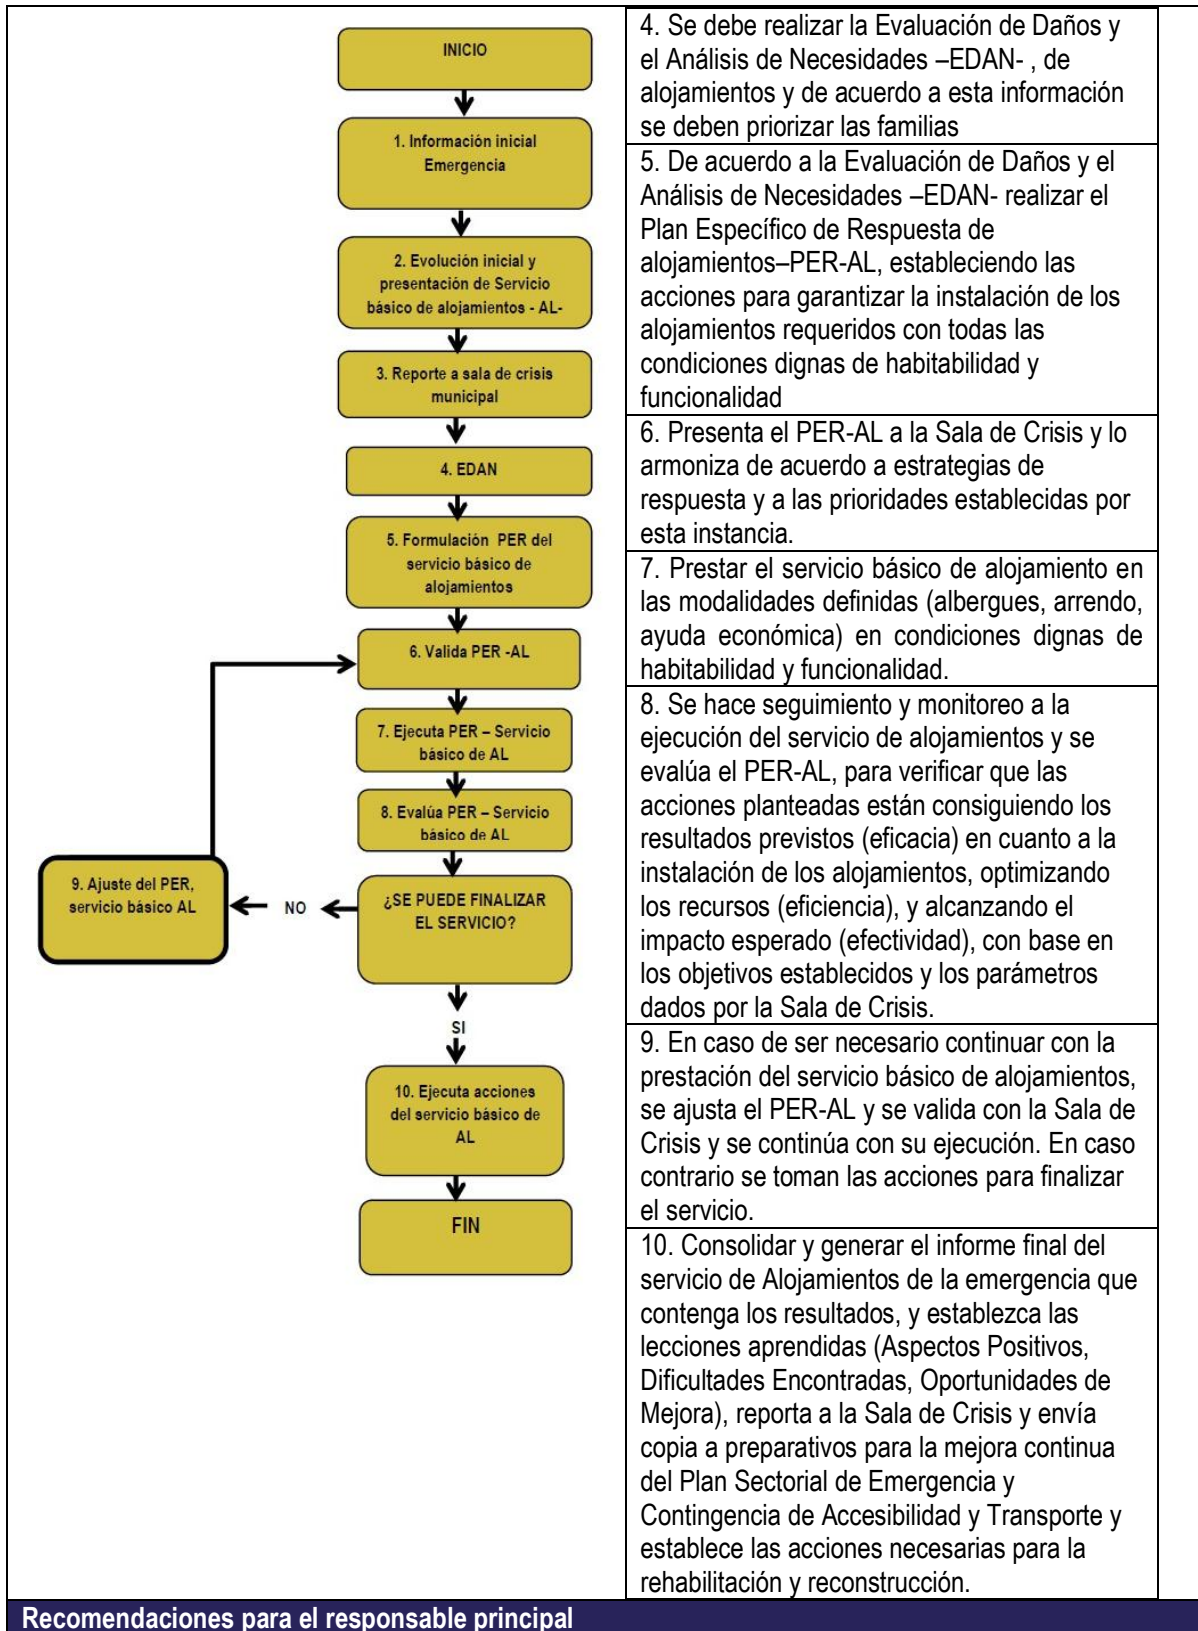 INICIO
1. Información inicial
Emergencia
2. Evolución inicial y
presentación de Servicio
básico de alojamientos - AL-
3. Reporte a sala de crisis
municipal
4. EDAN
5. Formulación PER del
servicio básico de
alojamientos
6. Valida PER -AL
7. Ejecuta PER – Servicio
básico de AL
8. Evalúa PER – Servicio
básico de AL
¿SE PUEDE FINALIZAR
EL SERVICIO?
NO
9. Ajuste del PER,
servicio básico AL
SI
10. Ejecuta acciones
del servicio básico de
AL
FIN
4. Se debe realizar la Evaluación de Daños y
el Análisis de Necesidades –EDAN- , de
alojamientos y de acuerdo a esta información
se deben priorizar las familias
5. De acuerdo a la Evaluación de Daños y el
Análisis de Necesidades –EDAN- realizar el
Plan Específico de Respuesta de
alojamientos–PER-AL, estableciendo las
acciones para garantizar la instalación de los
alojamientos requeridos con todas las
condiciones dignas de habitabilidad y
funcionalidad
6. Presenta el PER-AL a la Sala de Crisis y lo
armoniza de acuerdo a estrategias de
respuesta y a las prioridades establecidas por
esta instancia.
7. Prestar el servicio básico de alojamiento en
las modalidades definidas (albergues, arrendo,
ayuda económica) en condiciones dignas de
habitabilidad y funcionalidad.
8. Se hace seguimiento y monitoreo a la
ejecución del servicio de alojamientos y se
evalúa el PER-AL, para verificar que las
acciones planteadas están consiguiendo los
resultados previstos (eficacia) en cuanto a la
instalación de los alojamientos, optimizando
los recursos (eficiencia), y alcanzando el
impacto esperado (efectividad), con base en
los objetivos establecidos y los parámetros
dados por la Sala de Crisis.
9. En caso de ser necesario continuar con la
prestación del servicio básico de alojamientos,
se ajusta el PER-AL y se valida con la Sala de
Crisis y se continúa con su ejecución. En caso
contrario se toman las acciones para finalizar
el servicio.
10. Consolidar y generar el informe final del
servicio de Alojamientos de la emergencia que
contenga los resultados, y establezca las
lecciones aprendidas (Aspectos Positivos,
Dificultades Encontradas, Oportunidades de
Mejora), reporta a la Sala de Crisis y envía
copia a preparativos para la mejora continua
del Plan Sectorial de Emergencia y
Contingencia de Accesibilidad y Transporte y
establece las acciones necesarias para la
rehabilitación y reconstrucción.
Recomendaciones para el responsable principal